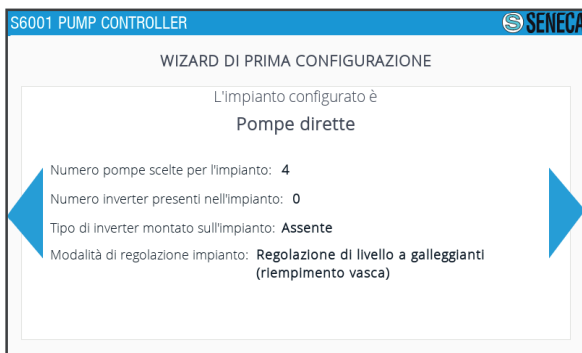 S6001 PUMP CONTROLLER
S SENECA
WIZARD DI PRIMA CONFIGURAZIONE
L'impianto configurato è
Pompe dirette
Numero pompe scelte per l'impianto: 4
Numero inverter presenti nell'impianto: 0
Tipo di inverter montato sull'impianto: Assente
Modalità di regolazione impianto: Regolazione di livello a galleggianti
(riempimento vasca)